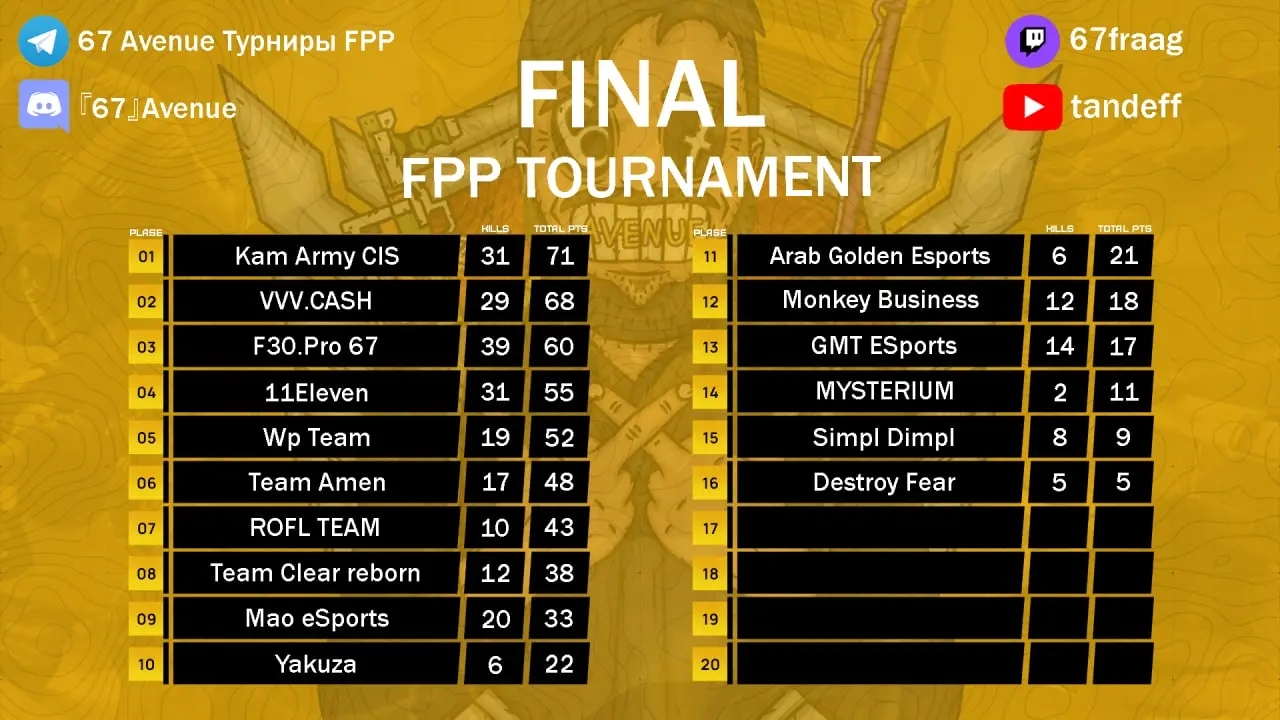 67 Avenue Турниры FPP
『67』Avenue
67fraag
tandeff
FINAL
FPP TOURNAMENT
AVENUE
PLASE KILLS TOTAL PTS
01 Kam Army CIS 31 71
02 VVV.CASH 29 68
03 F30.Pro 67 39 60
04 11Eleven 31 55
05 Wp Team 19 52
06 Team Amen 17 48
07 ROFL TEAM 10 43
08 Team Clear reborn 12 38
09 Mao eSports 20 33
10 Yakuza 6 22
PLASE KILLS TOTAL PTS
11 Arab Golden Esports 6 21
12 Monkey Business 12 18
13 GMT ESports 14 17
14 MYSTERIUM 2 11
15 Simpl Dimpl 8 9
16 Destroy Fear 5 5
17
18
19
20